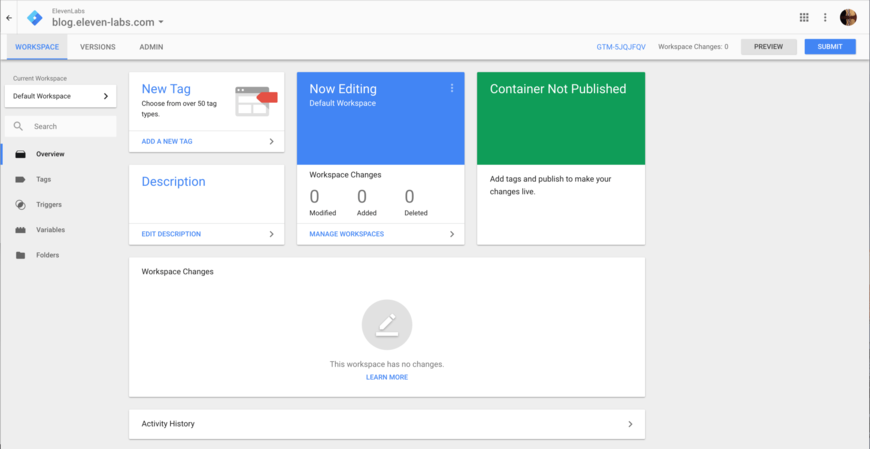 ElevenLabs
blog.eleven-labs.com
WORKSPACE
VERSIONS
ADMIN
GTM-5JQJFQV
Workspace Changes: 0
PREVIEW
SUBMIT
Current Workspace
Default Workspace
Search
Overview
Tags
Triggers
Variables
Folders
New Tag
Choose from over 50 tag
types.
ADD A NEW TAG
Description
EDIT DESCRIPTION
Now Editing
Default Workspace
Workspace Changes
0 0 0
Modified Added Deleted
MANAGE WORKSPACES
Container Not Published
Add tags and publish to make your
changes live.
Workspace Changes
This workspace has no changes.
LEARN MORE
Activity History